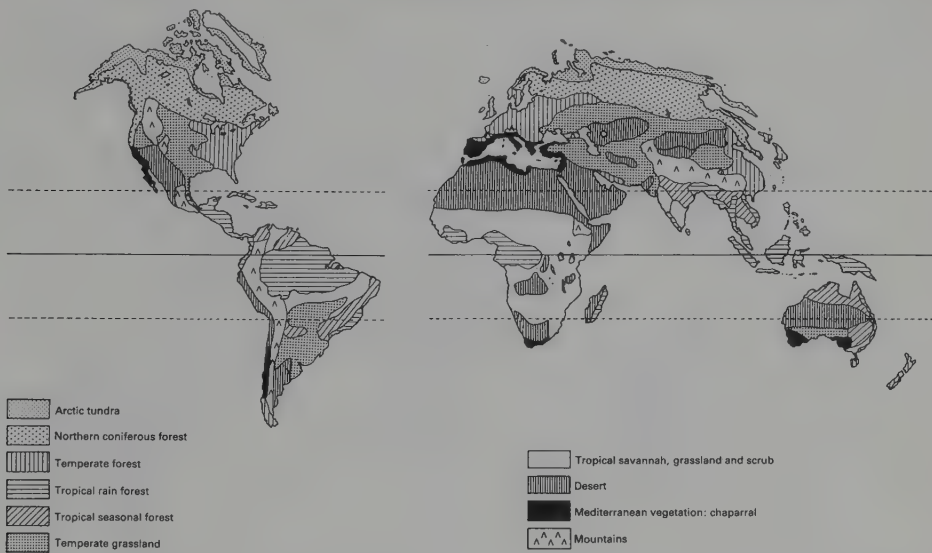 Arctic tundra
Northern coniferous forest
Temperate forest
Tropical rain forest
Tropical seasonal forest
Temperate grassland
Tropical savannah, grassland and scrub
Desert
Mediterranean vegetation: chaparral
Mountains